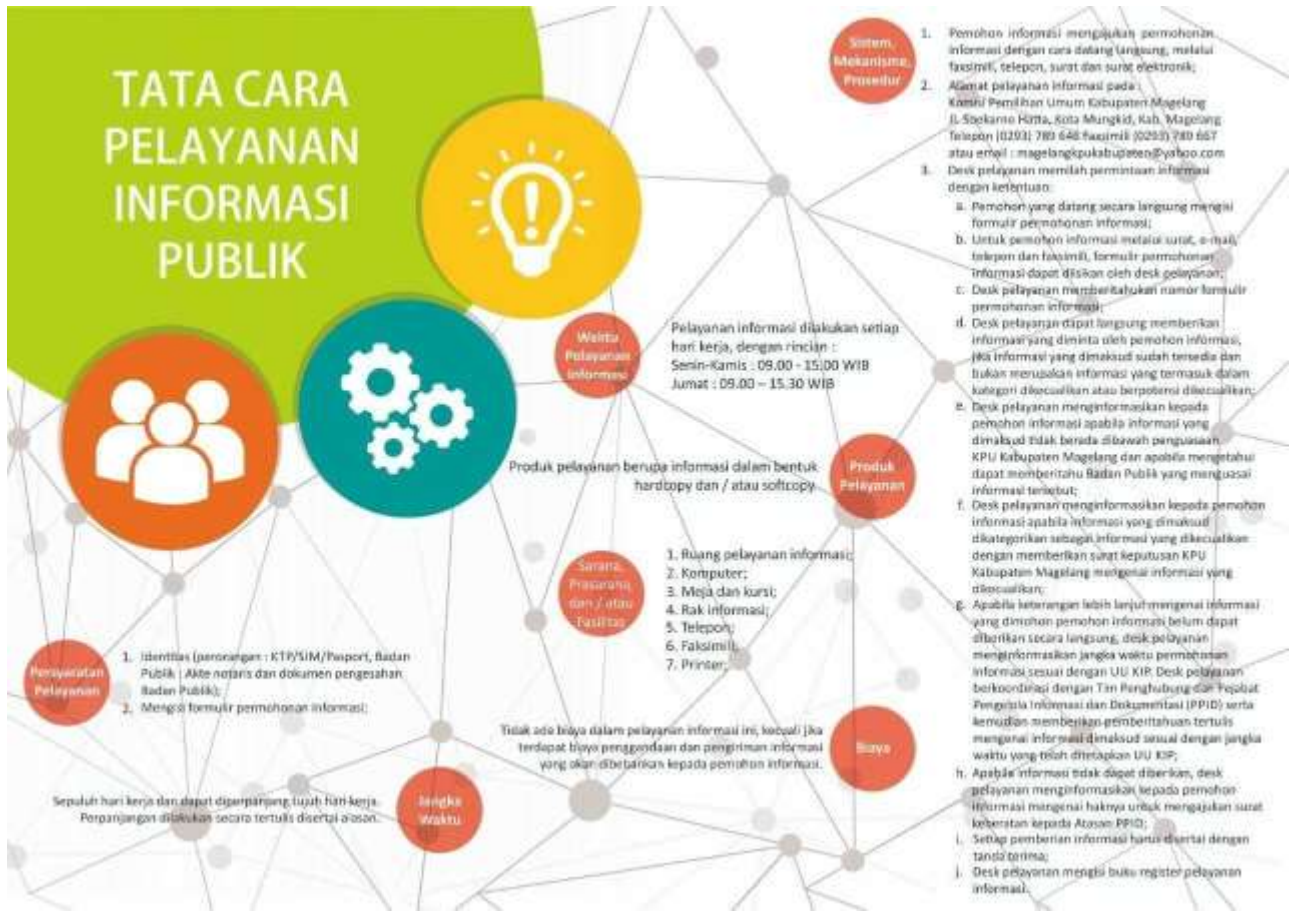 TATA CARA
PELAYANAN
INFORMASI
PUBLIK
Persyaratan
Pelayanan
1. Identitas (perorangan : KTP/SIM/Pasport, Badan
Publik : Akte notaris dan dokumen pengesahan
Badan Publik);
2. Mengisi formulir permohonan informasi;
Sepuluh hari kerja dan dapat diperpanjang tujuh hari kerja.
Perpanjangan dilakukan secara tertulis disertai alasan.
Jangka
Waktu
Waktu
Pelayanan
Informasi
Pelayanan informasi dilakukan setiap
hari kerja, dengan rincian :
Senin-Kamis : 09.00 - 15.00 WIB
Jumat : 09.00 – 15.30 WIB
Produk pelayanan berupa informasi dalam bentuk
hardcopy dan / atau softcopy.
Produk
Pelayanan
Sarana,
Prasarana,
dan / atau
Fasilitas
1. Ruang pelayanan informasi;
2. Komputer;
3. Meja dan kursi;
4. Rak informasi;
5. Telepon;
6. Faksimili;
7. Printer;
Tidak ada biaya dalam pelayanan informasi ini, kecuali jika
terdapat biaya penggandaan dan pengiriman informasi
yang akan dibebankan kepada pemohon informasi.
Biaya
Sistem,
Mekanisme,
Prosedur
1. Pemohon informasi mengajukan permohonan
informasi dengan cara datang langsung, melalui
faxsimili, telepon, surat dan surat elektronik;
2. Alamat pelayanan informasi pada :
Komisi Pemilihan Umum Kabupaten Magelang
Jl. Soekarno Hatta, Kota Mungkid, Kab. Magelang
Telepon (0293) 789 646 faxsimili (0293) 789 667
atau email : magelangkpukabupaten@yahoo.com
3. Desk pelayanan memilah permintaan informasi
dengan ketentuan:
a. Pemohon yang datang secara langsung mengisi
formulir permohonan informasi;
b. Untuk pemohon informasi melalui surat, e-mail,
telepon dan faxsimili, formulir permohonan
informasi dapat diisikan oleh desk pelayanan;
c. Desk pelayanan memberitahukan nomor formulir
permohonan informasi;
d. Desk pelayanan dapat langsung memberikan
informasi yang diminta oleh pemohon informasi,
jika informasi yang dimaksud sudah tersedia dan
bukan merupakan informasi yang termasuk dalam
kategori dikecualikan atau berpotensi dikecualikan;
e. Desk pelayanan menginformasikan kepada
pemohon informasi apabila informasi yang
dimaksud tidak berada dibawah penguasaan
KPU Kabupaten Magelang dan apabila mengetahui
dapat memberitahu Badan Publik yang menguasai
informasi tersebut;
f. Desk pelayanan menginformasikan kepada pemohon
informasi apabila informasi yang dimaksud
dikategorikan sebagai informasi yang dikecualikan
dengan memberikan surat keputusan KPU
Kabupaten Magelang mengenai informasi yang
dikecualikan;
g. Apabila keterangan lebih lanjut mengenai informasi
yang dimohon pemohon informasi belum dapat
diberikan secara langsung, desk pelayanan
menginformasikan jangka waktu permohonan
informasi sesuai dengan UU KIP. Desk pelayanan
berkoordinasi dengan Tim Penghubung dan Pejabat
Pengelola Informasi dan Dokumentasi (PPID) serta
kemudian memberikan pemberitahuan tertulis
mengenai informasi dimaksud sesuai dengan jangka
waktu yang telah ditetapkan UU KIP;
h. Apabila informasi tidak dapat diberikan, desk
pelayanan menginformasikan kepada pemohon
informasi mengenai haknya untuk mengajukan surat
keberatan kepada Atasan PPID;
i. Setiap pemberian informasi harus disertai dengan
tanda terima;
j. Desk pelayanan mengisi buku register pelayanan
informasi.